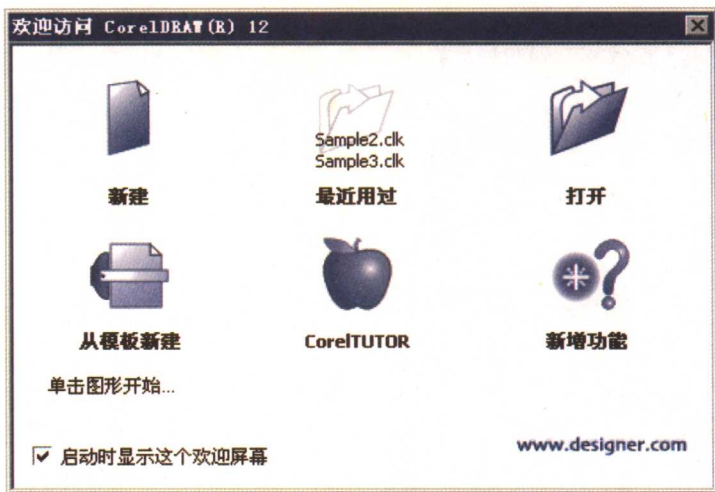 欢迎访问 CorelDRAW(R) 12
Sample2.clk
Sample3.clk
新建
最近用过
打开
从模板新建
CorelTUTOR
新增功能
单击图形开始...
启动时显示这个欢迎屏幕
www.designer.com